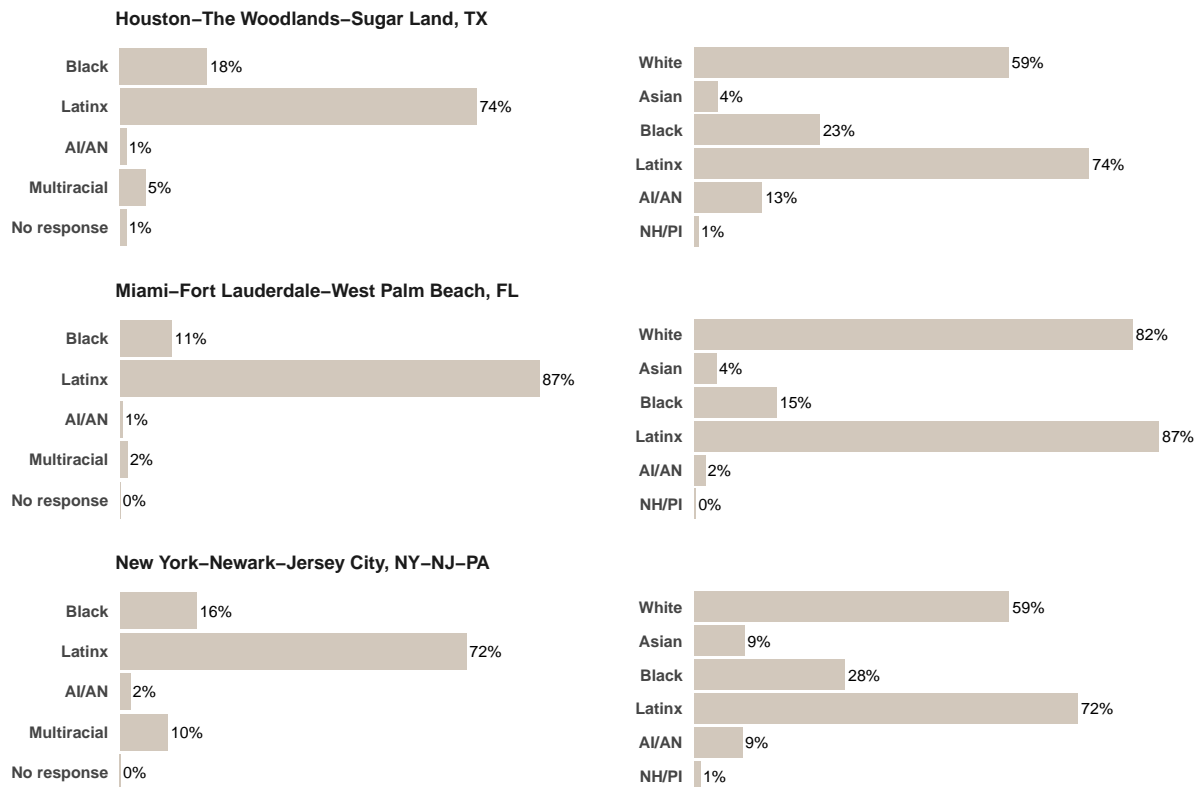 Houston–The Woodlands–Sugar Land, TX
Black 18%
Latinx 74%
AI/AN 1%
Multiracial 5%
No response 1%
White 59%
Asian 4%
Black 23%
Latinx 74%
AI/AN 13%
NH/PI 1%
Miami–Fort Lauderdale–West Palm Beach, FL
Black 11%
Latinx 87%
AI/AN 1%
Multiracial 2%
No response 0%
White 82%
Asian 4%
Black 15%
Latinx 87%
AI/AN 2%
NH/PI 0%
New York–Newark–Jersey City, NY–NJ–PA
Black 16%
Latinx 72%
AI/AN 2%
Multiracial 10%
No response 0%
White 59%
Asian 9%
Black 28%
Latinx 72%
AI/AN 9%
NH/PI 1%